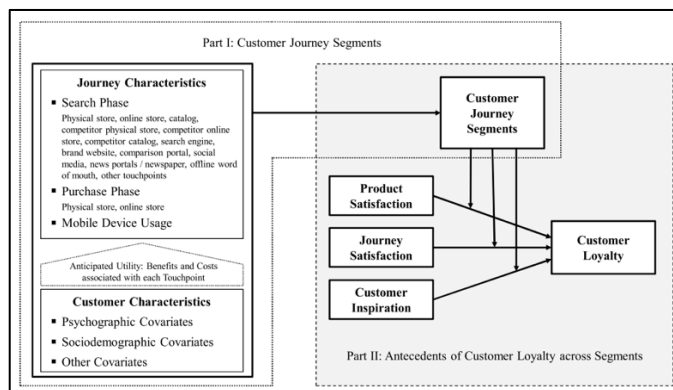 Part I: Customer Journey Segments
Journey Characteristics
▪ Search Phase
Physical store, online store, catalog,
competitor physical store, competitor online
store, competitor catalog, search engine,
brand website, comparison portal, social
media, news portals / newspaper, offline word
of mouth, other touchpoints
▪ Purchase Phase
Physical store, online store
▪ Mobile Device Usage
Anticipated Utility: Benefits and Costs
associated with each Touchpoint
Customer Characteristics
▪ Psychographic Covariates
▪ Sociodemographic Covariates
▪ Other Covariates
Customer
Journey
Segments
Product
Satisfaction
Journey
Satisfaction
Customer
Inspiration
Customer
Loyalty
Part II: Antecedents of Customer Loyalty across Segments